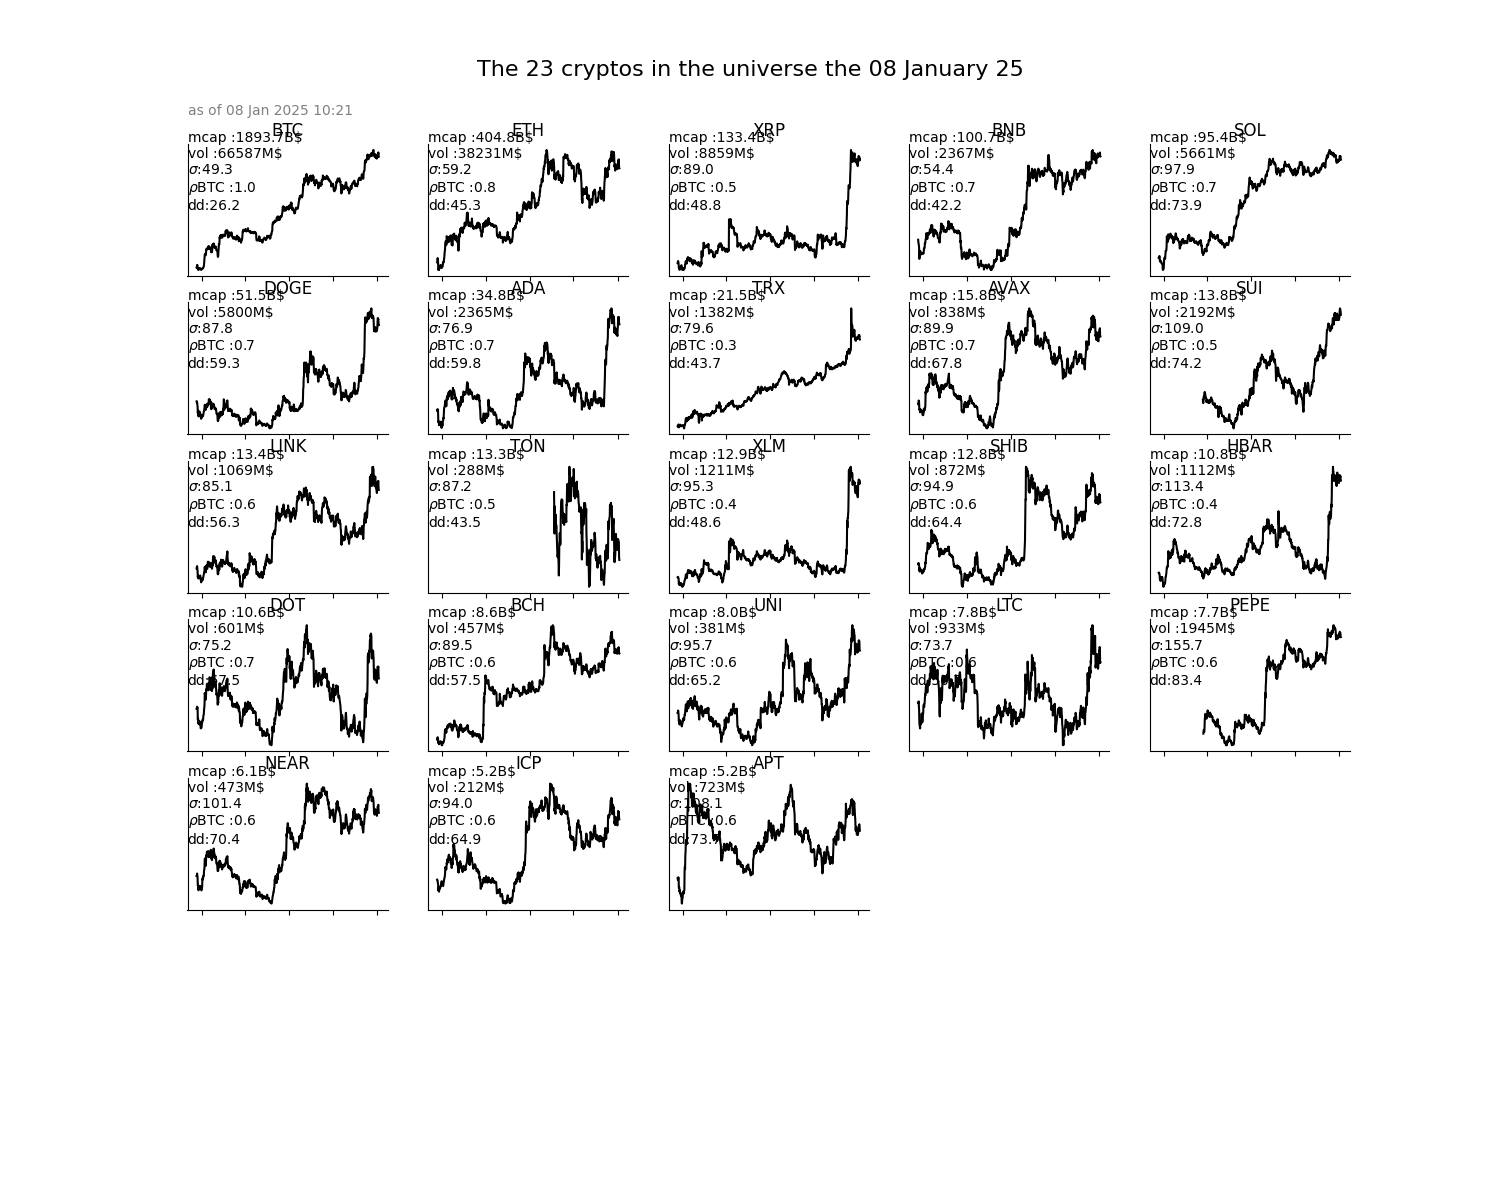 The 23 cryptos in the universe the 08 January 25
as of 08 Jan 2025 10:21
BTC
mcap :1893.7B$
vol :66587M$
σ:49.3
ρBTC :1.0
dd:26.2
ETH
mcap :404.8B$
vol :38231M$
σ:59.2
ρBTC :0.8
dd:45.3
XRP
mcap :133.4B$
vol :8859M$
σ:89.0
ρBTC :0.5
dd:48.8
BNB
mcap :100.7B$
vol :2367M$
σ:54.4
ρBTC :0.7
dd:42.2
SOL
mcap :95.4B$
vol :5661M$
σ:97.9
ρBTC :0.7
dd:73.9
DOGE
mcap :51.5B$
vol :5800M$
σ:87.8
ρBTC :0.7
dd:59.3
ADA
mcap :34.8B$
vol :2365M$
σ:76.9
ρBTC :0.7
dd:59.8
TRX
mcap :21.5B$
vol :1382M$
σ:79.6
ρBTC :0.3
dd:43.7
AVAX
mcap :15.8B$
vol :838M$
σ:89.9
ρBTC :0.7
dd:67.8
SUI
mcap :13.8B$
vol :2192M$
σ:109.0
ρBTC :0.5
dd:74.2
LINK
mcap :13.4B$
vol :1069M$
σ:85.1
ρBTC :0.6
dd:56.3
TON
mcap :13.3B$
vol :288M$
σ:87.2
ρBTC :0.5
dd:43.5
XLM
mcap :12.9B$
vol :1211M$
σ:95.3
ρBTC :0.4
dd:48.6
SHIB
mcap :12.8B$
vol :872M$
σ:94.9
ρBTC :0.6
dd:64.4
HBAR
mcap :10.8B$
vol :1112M$
σ:113.4
ρBTC :0.4
dd:72.8
DOT
mcap :10.6B$
vol :601M$
σ:75.2
ρBTC :0.7
BCH
mcap :8.6B$
vol :457M$
σ:89.5
ρBTC :0.6
dd:57.5
UNI
mcap :8.0B$
vol :381M$
σ:95.7
ρBTC :0.6
dd:65.2
LTC
mcap :7.8B$
vol :933M$
σ:73.7
ρBTC :0.6
PEPE
mcap :7.7B$
vol :1945M$
σ:155.7
ρBTC :0.6
dd:83.4
NEAR
mcap :6.1B$
vol :473M$
σ:101.4
ρBTC :0.6
dd:70.4
ICP
mcap :5.2B$
vol :212M$
σ:94.0
ρBTC :0.6
dd:64.9
APT
mcap :5.2B$
vol :723M$
σ:108.1
ρBTC :0.6